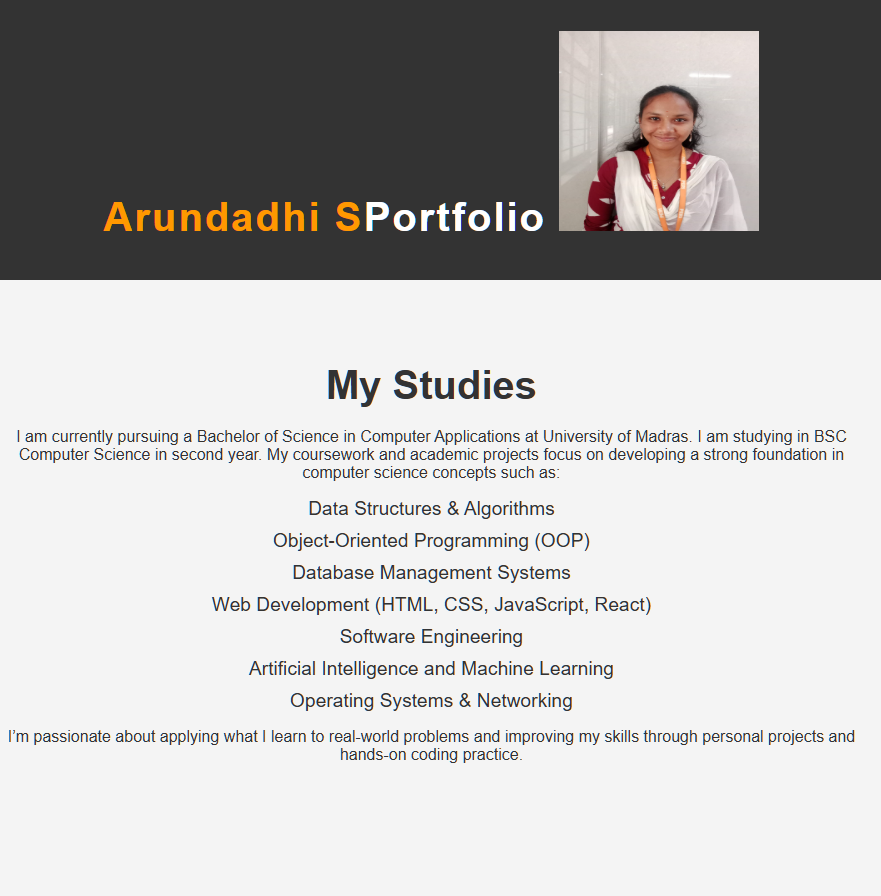 Arundadhi SPortfolio
My Studies
I am currently pursuing a Bachelor of Science in Computer Applications at University of Madras. I am studying in BSC
Computer Science in second year. My coursework and academic projects focus on developing a strong foundation in
computer science concepts such as:
Data Structures & Algorithms
Object-Oriented Programming (OOP)
Database Management Systems
Web Development (HTML, CSS, JavaScript, React)
Software Engineering
Artificial Intelligence and Machine Learning
Operating Systems & Networking
I’m passionate about applying what I learn to real-world problems and improving my skills through personal projects and
hands-on coding practice.